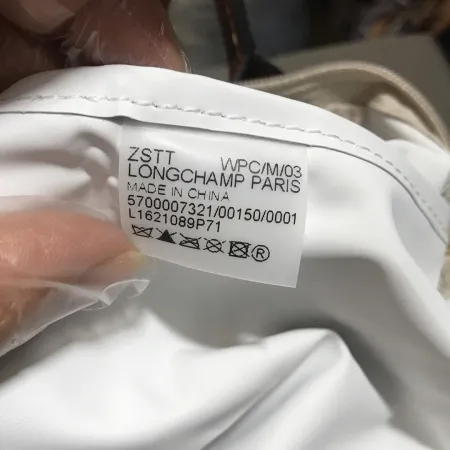 ZSTT WPC/M/03
LONGCHAMP PARIS
MADE IN CHINA
5700007321/00150/0001
L1621089P71
®